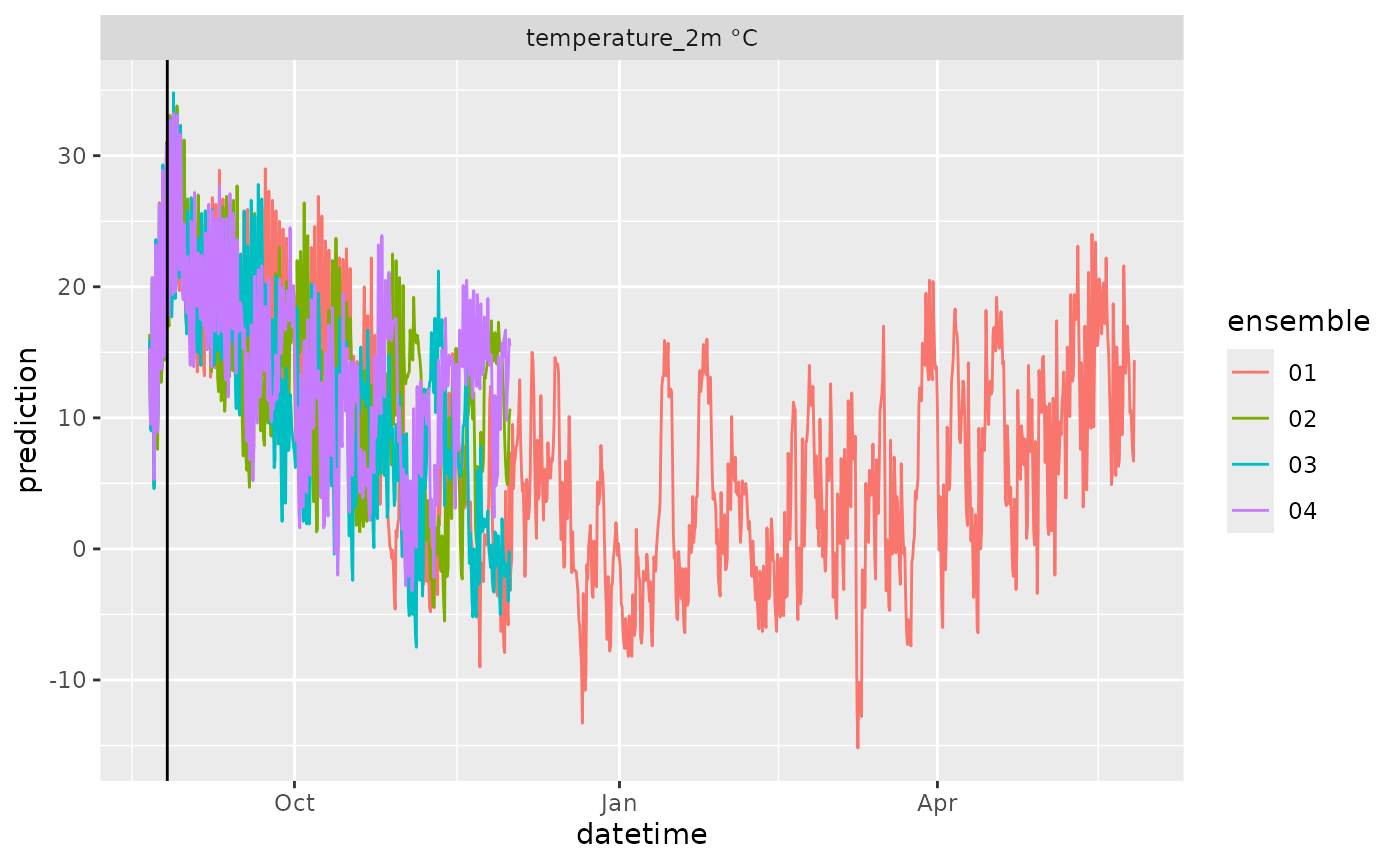 temperature_2m °C
30
20
10
0
-10
prediction
Oct
Jan
Apr
datetime
ensemble
01
02
03
04